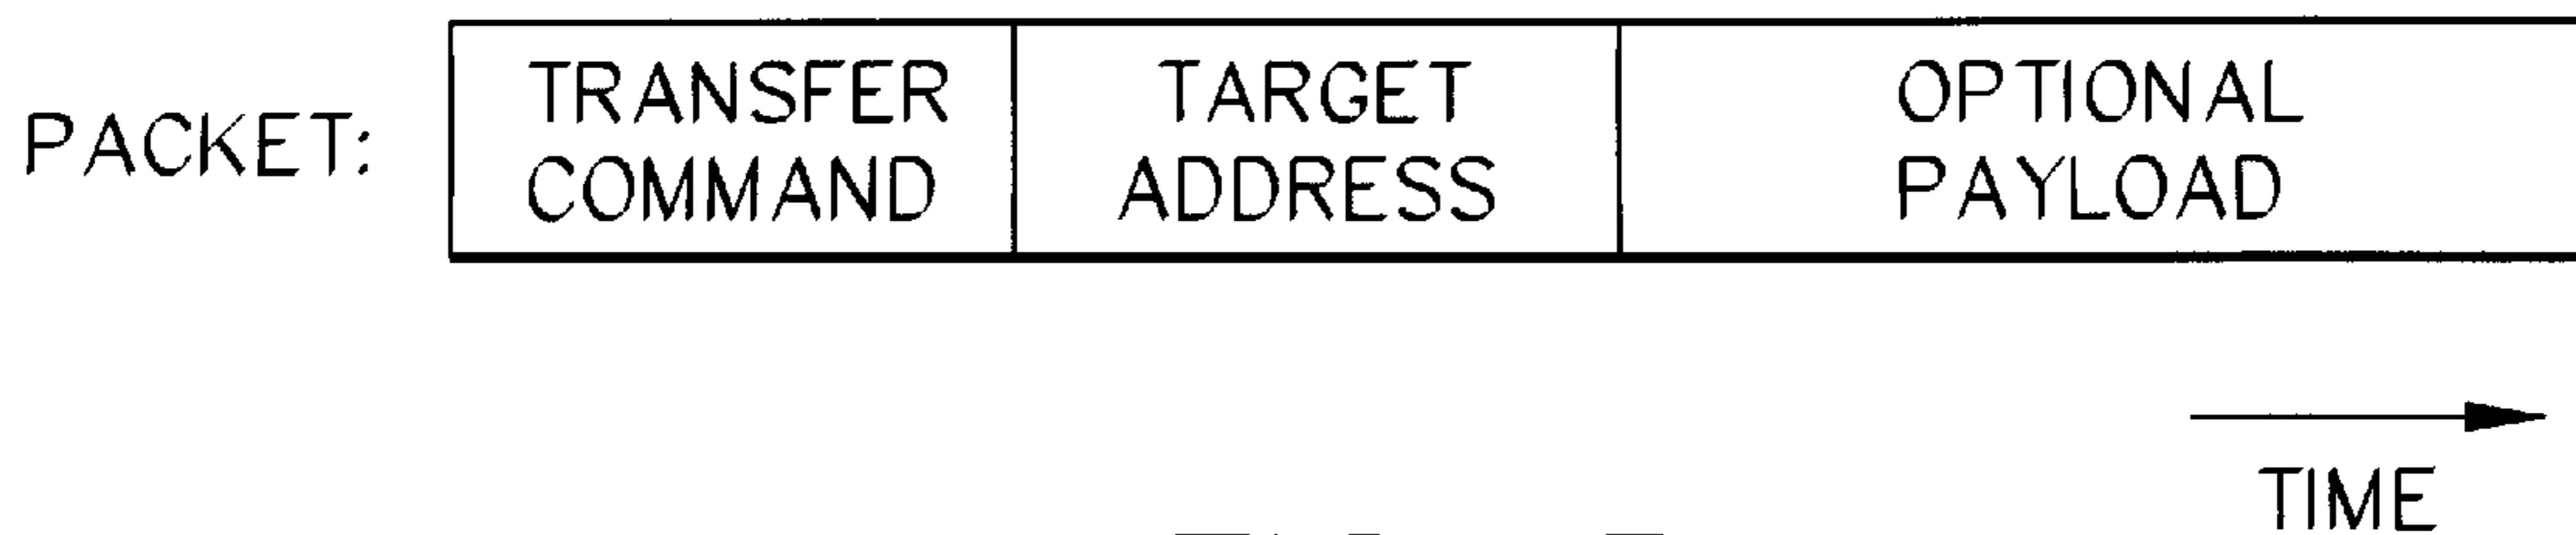 PACKET:
TRANSFER
COMMAND
TARGET
ADDRESS
OPTIONAL
PAYLOAD
TIME